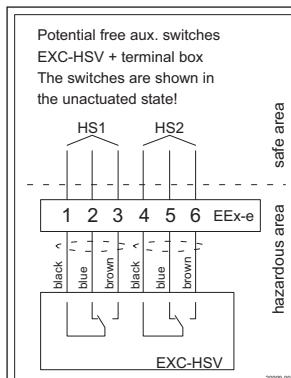 Potential free aux. switches
EXC-HSV + terminal box
The switches are shown in
the unactuated state!
HS1 HS2
safe area
1 2 3 4 5 6 EEx-e
hazardous area
black blue brown black blue brown
EXC-HSV